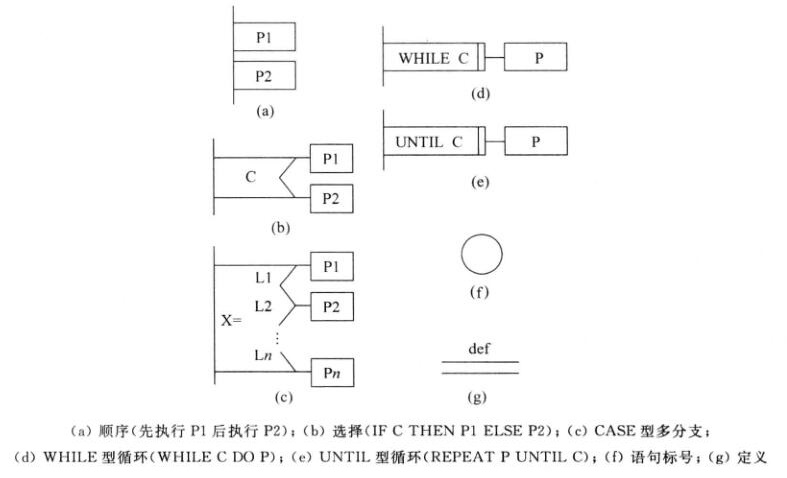 P1
P2
(a)
C
P1
P2
(b)
X=
L1
L2
⋮
Ln
P1
P2
Pn
(c)
WHILE C
P
(d)
UNTIL C
P
(e)
(f)
def
(g)
(a) 顺序(先执行 P1 后执行 P2)；(b) 选择(IF C THEN P1 ELSE P2)；(c) CASE 型多分支；
(d) WHILE 型循环(WHILE C DO P)；(e) UNTIL 型循环(REPEAT P UNTIL C)；(f) 语句标号；(g) 定义